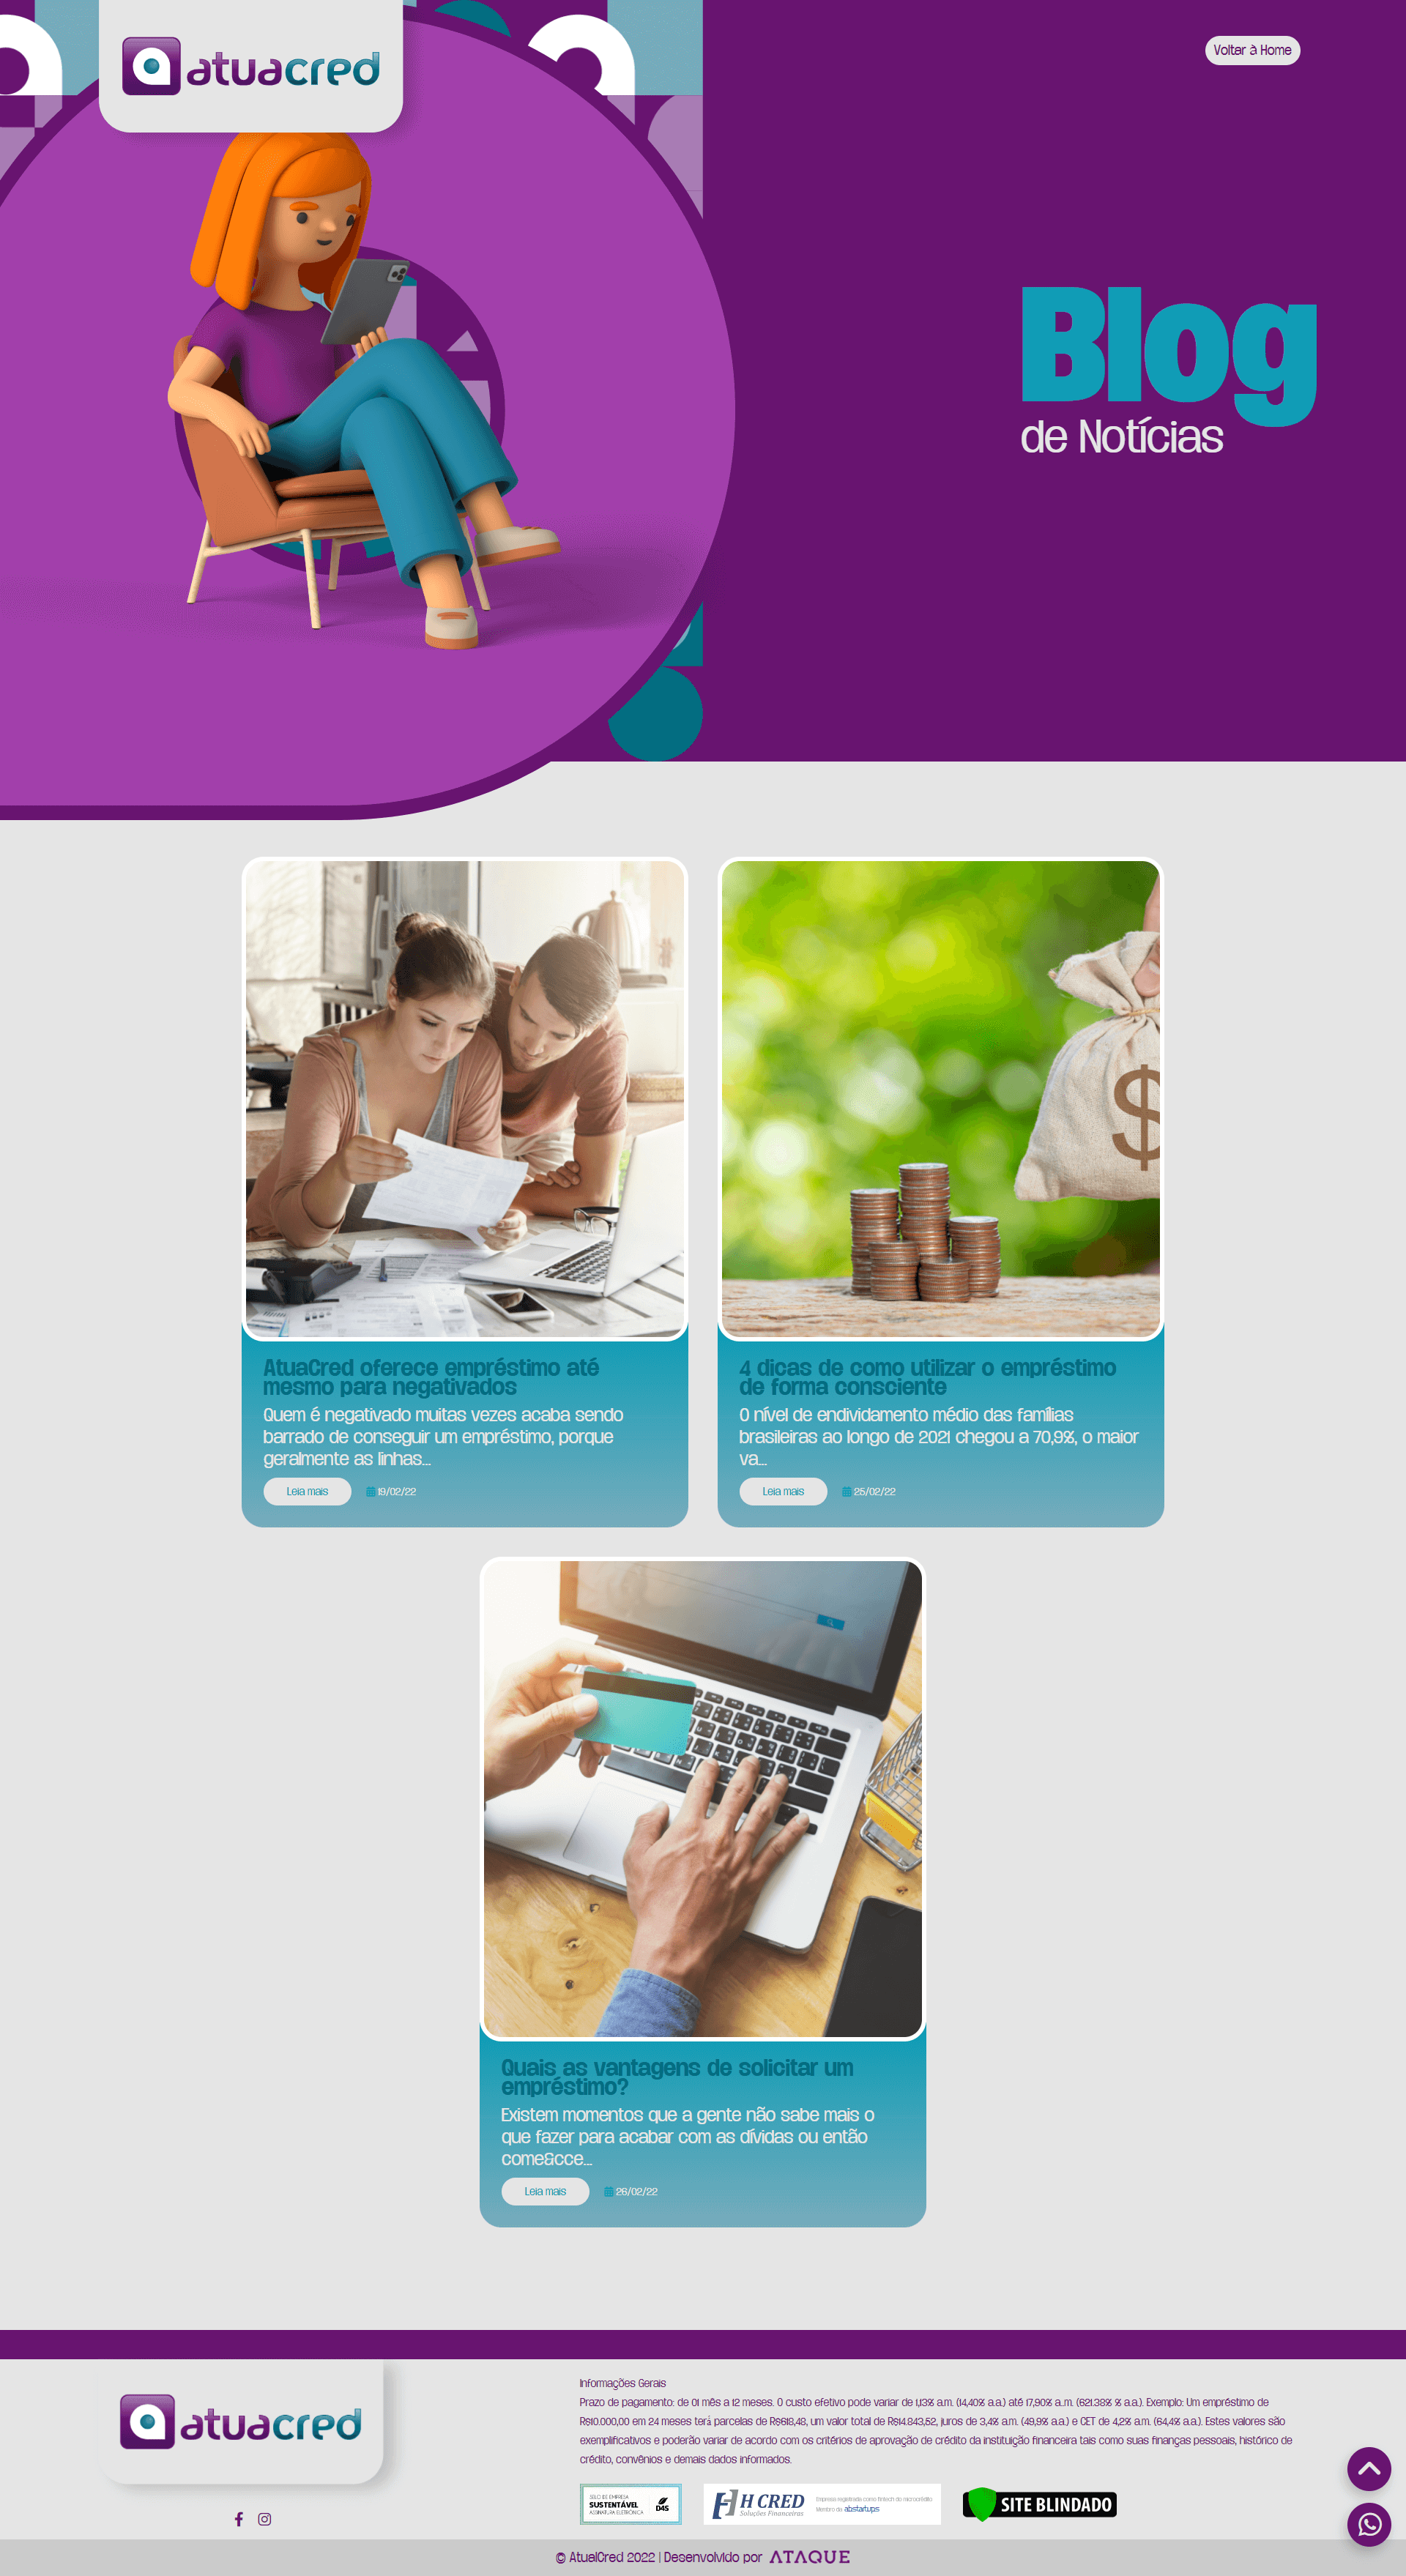 atuacred
Voltar à Home
Blog
de Notícias
$
AtuaCred oferece empréstimo até
mesmo para negativados
Quem é negativado muitas vezes acaba sendo
barrado de conseguir um empréstimo, porque
geralmente as linhas...
Leia mais
19/02/22
4 dicas de como utilizar o empréstimo
de forma consciente
O nível de endividamento médio das famílias
brasileiras ao longo de 2021 chegou a 70,9%, o maior
va...
Leia mais
25/02/22
Quais as vantagens de solicitar um
empréstimo?
Existem momentos que a gente não sabe mais o
que fazer para acabar com as dívidas ou então
come&cce...
Leia mais
26/02/22
atuacred
Informações Gerais
Prazo de pagamento: de 01 mês a 12 meses. O custo efetivo pode variar de 1,13% a.m. (14,40% a.a.) até 17,90% a..m. (621.38% % a.a.). Exemplo: Um empréstimo de
R$10.000,00 em 24 meses terá parcelas de R$618,48, um valor total de R$14.843,52, juros de 3,4% a.m. (49,9% a.a.) e CET de 4,2% a.m. (64,4% a.a.). Estes valores são
exemplificativos e poderão variar de acordo com os critérios de aprovação de crédito da instituição financeira tais como suas finanças pessoais, histórico de
crédito, convênios e demais dados informados.
SELO DE EMPRESA
SUSTENTÁVEL
ASSINATURA ELETRÔNICA
D4S
H CRED
Soluções Financeiras
Empresa registrada como fintech do microcrédito
Membro da abstartups
SITE BLINDADO
© AtualCred 2022 | Desenvolvido por ATAQUE